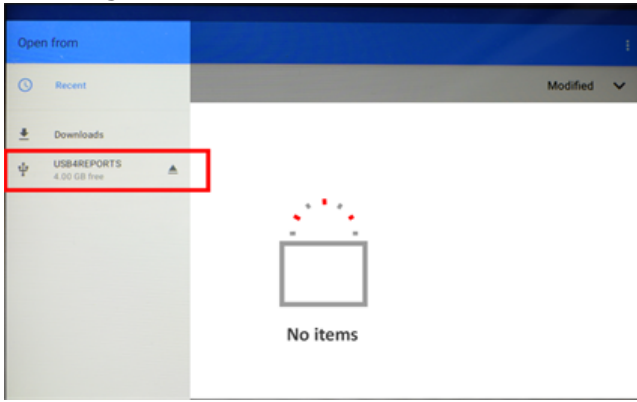 Open from
Recent
Modified
Downloads
USB4REPORTS
4.00 GB free
No items